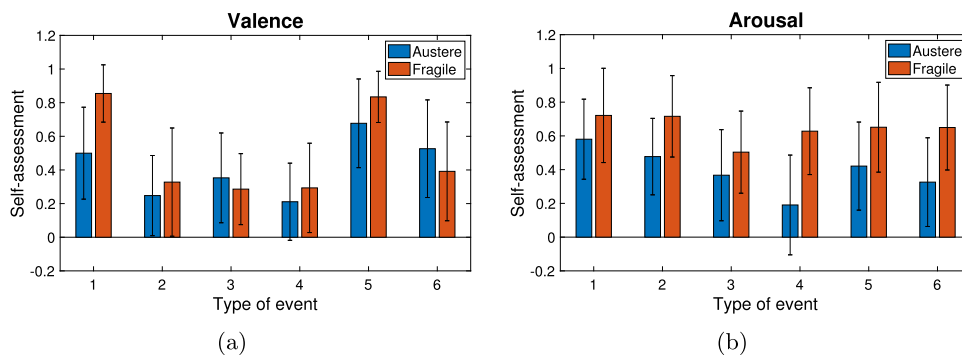 Valence
1.2
1
0.8
0.6
0.4
0.2
0
-0.2
Self-assessment
Austere
Fragile
1 2 3 4 5 6
Type of event
(a)
Arousal
1.2
1
0.8
0.6
0.4
0.2
0
-0.2
Self-assessment
Austere
Fragile
1 2 3 4 5 6
Type of event
(b)